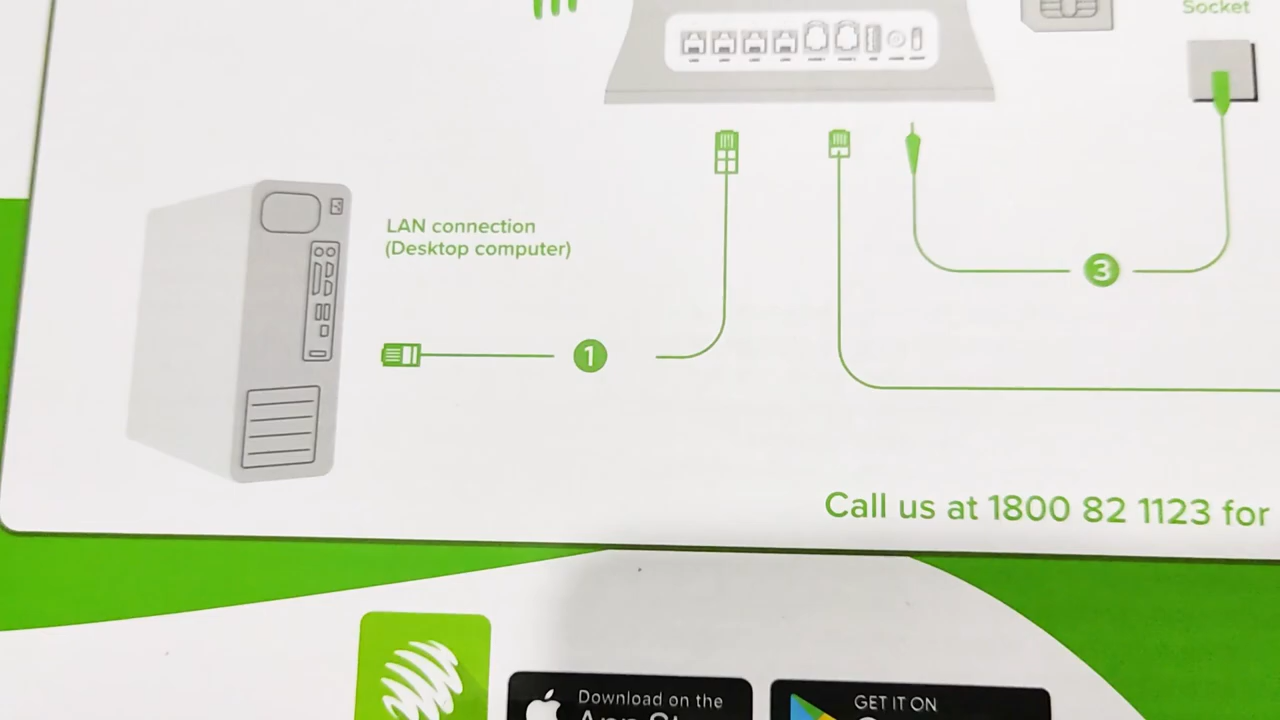 Socket
LAN connection
(Desktop computer)
3
1
Call us at 1800 82 1123 for
Download on the
GET IT ON